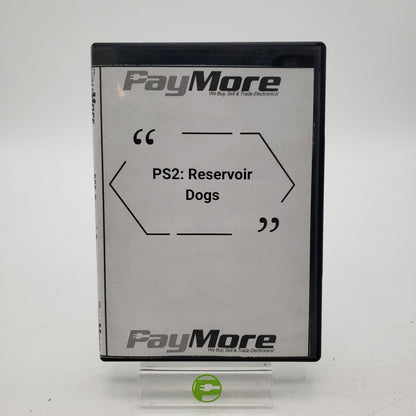 PayMore
We Buy, Sell & Trade Electronics!
“
PS2: Reservoir
Dogs
”
PayMore
We Buy, Sell & Trade Electronics!